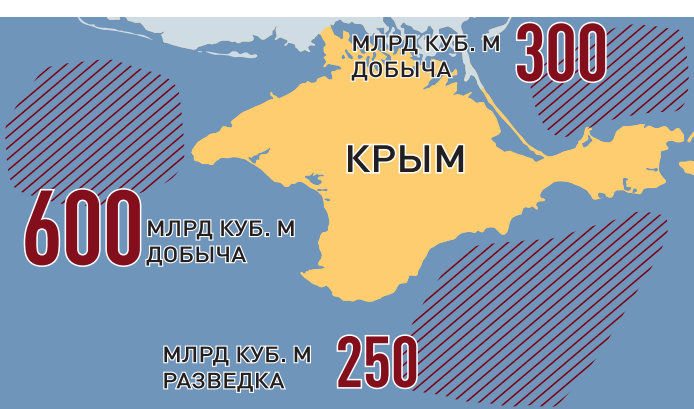 МЛРД КУБ. М 300
ДОБЫЧА
КРЫМ
600 МЛРД КУБ. М
ДОБЫЧА
МЛРД КУБ. М 250
РАЗВЕДКА